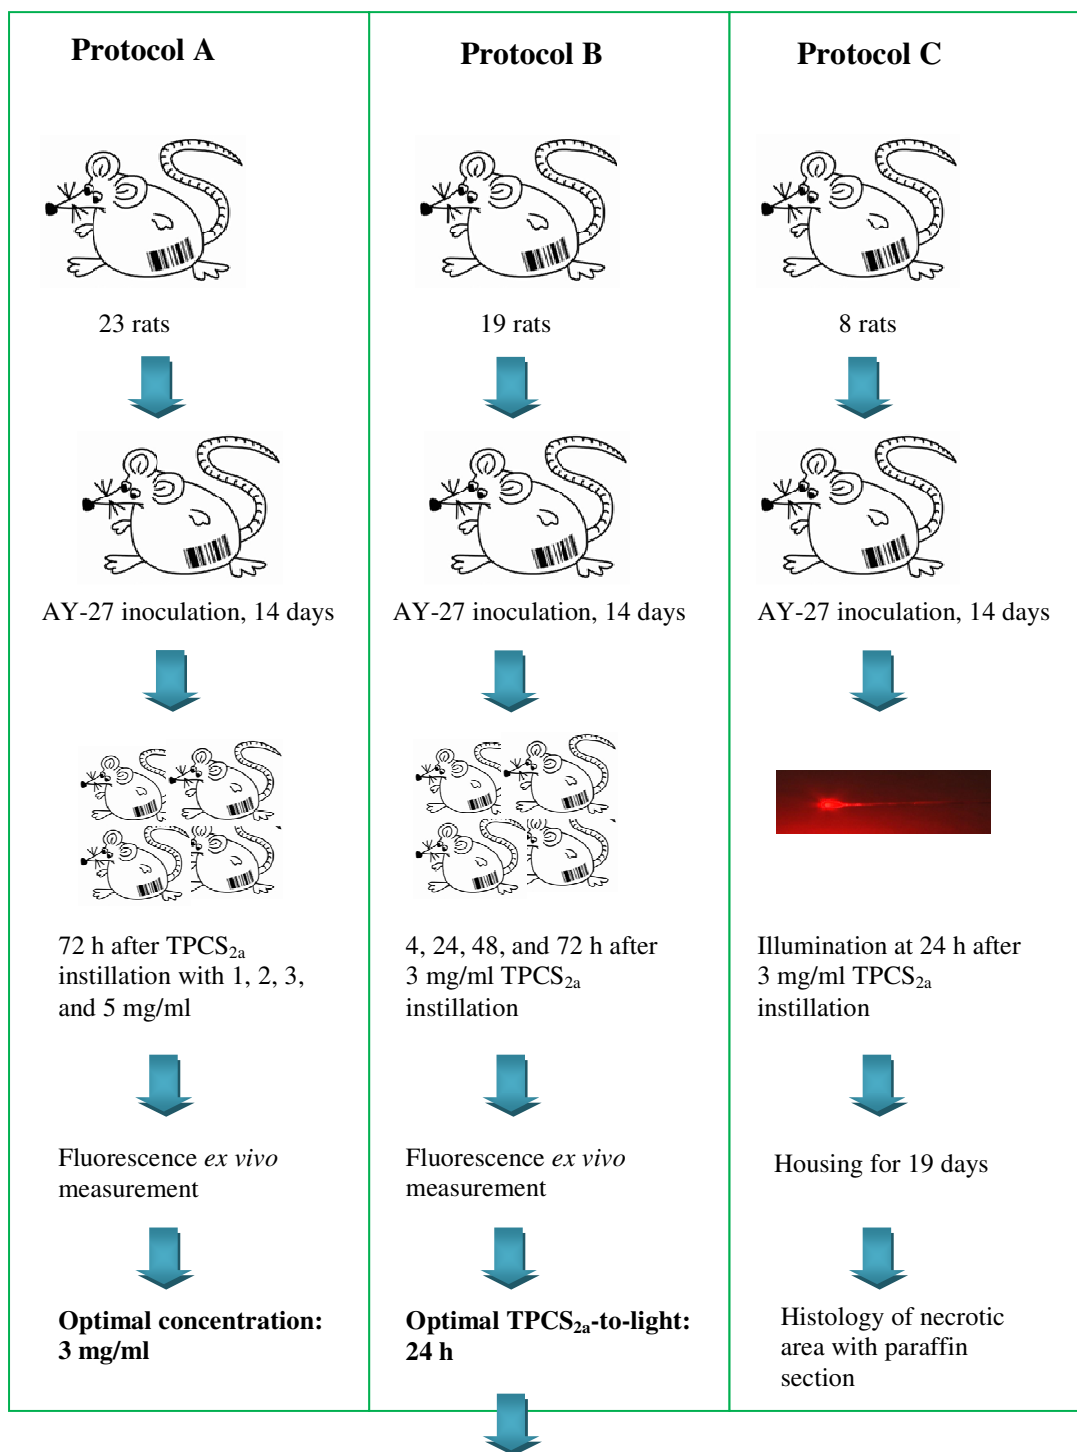 Protocol A
23 rats
AY-27 inoculation, 14 days
72 h after TPCS2a
instillation with 1, 2, 3,
and 5 mg/ml
Fluorescence ex vivo
measurement
Optimal concentration:
3 mg/ml
Protocol B
19 rats
AY-27 inoculation, 14 days
4, 24, 48, and 72 h after
3 mg/ml TPCS2a
instillation
Fluorescence ex vivo
measurement
Optimal TPCS2a-to-light:
24 h
Protocol C
8 rats
AY-27 inoculation, 14 days
Illumination at 24 h after
3 mg/ml TPCS2a
instillation
Housing for 19 days
Histology of necrotic
area with paraffin
section